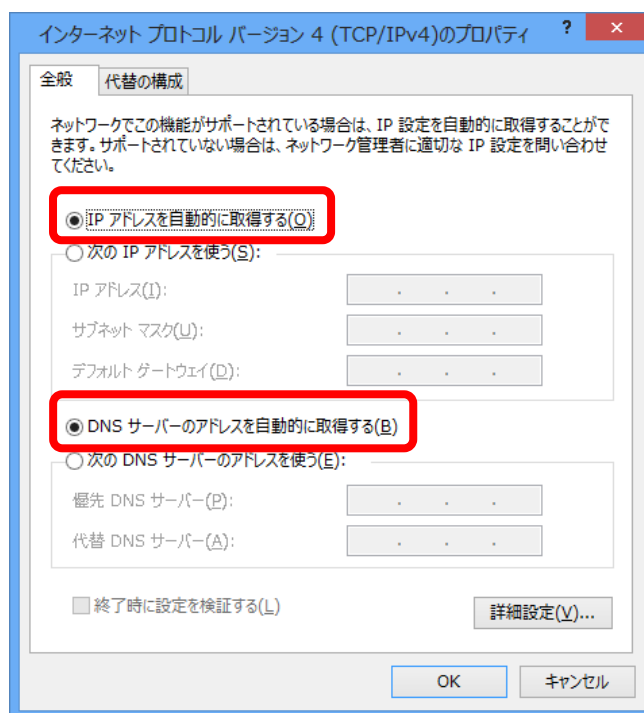 インターネット プロトコル バージョン 4 (TCP/IPv4)のプロパティ ? ×
全般 代替の構成
ネットワークでこの機能がサポートされている場合は、IP 設定を自動的に取得することがで
きます。サポートされていない場合は、ネットワーク管理者に適切な IP 設定を問い合わせ
てください。
IP アドレスを自動的に取得する(O)
次の IP アドレスを使う(S):
IP アドレス(I):
サブネット マスク(U):
デフォルト ゲートウェイ(D):
DNS サーバーのアドレスを自動的に取得する(B)
次の DNS サーバーのアドレスを使う(E):
優先 DNS サーバー(P):
代替 DNS サーバー(A):
終了時に設定を検証する(L)
詳細設定(V)...
OK キャンセル